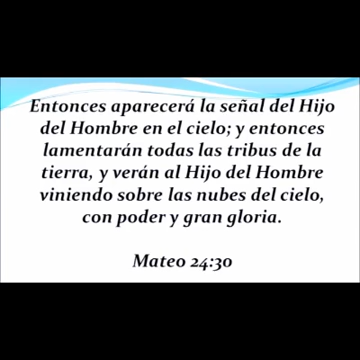 Entonces aparecerá la señal del Hijo
del Hombre en el cielo; y entonces
lamentarán todas las tribus de la
tierra, y verán al Hijo del Hombre
viniendo sobre las nubes del cielo,
con poder y gran gloria.
Mateo 24:30